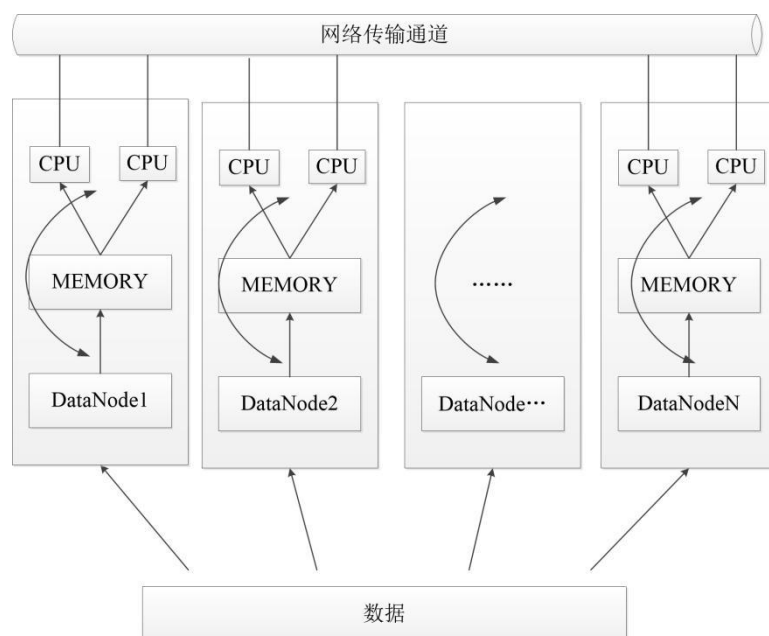 网络传输通道
CPU
CPU
CPU
CPU
CPU
CPU
MEMORY
MEMORY
……
MEMORY
DataNode1
DataNode2
DataNode…
DataNodeN
数据